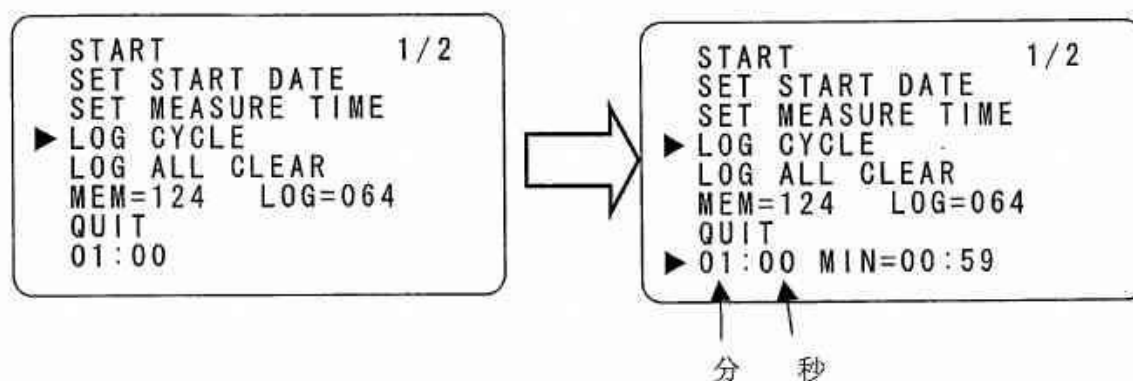 START 1/2
SET START DATE
SET MEASURE TIME
▶ LOG CYCLE
LOG ALL CLEAR
MEM=124 LOG=064
QUIT
01:00
START 1/2
SET START DATE
SET MEASURE TIME
▶ LOG CYCLE
LOG ALL CLEAR
MEM=124 LOG=064
QUIT
▶ 01:00 MIN=00:59
分 秒